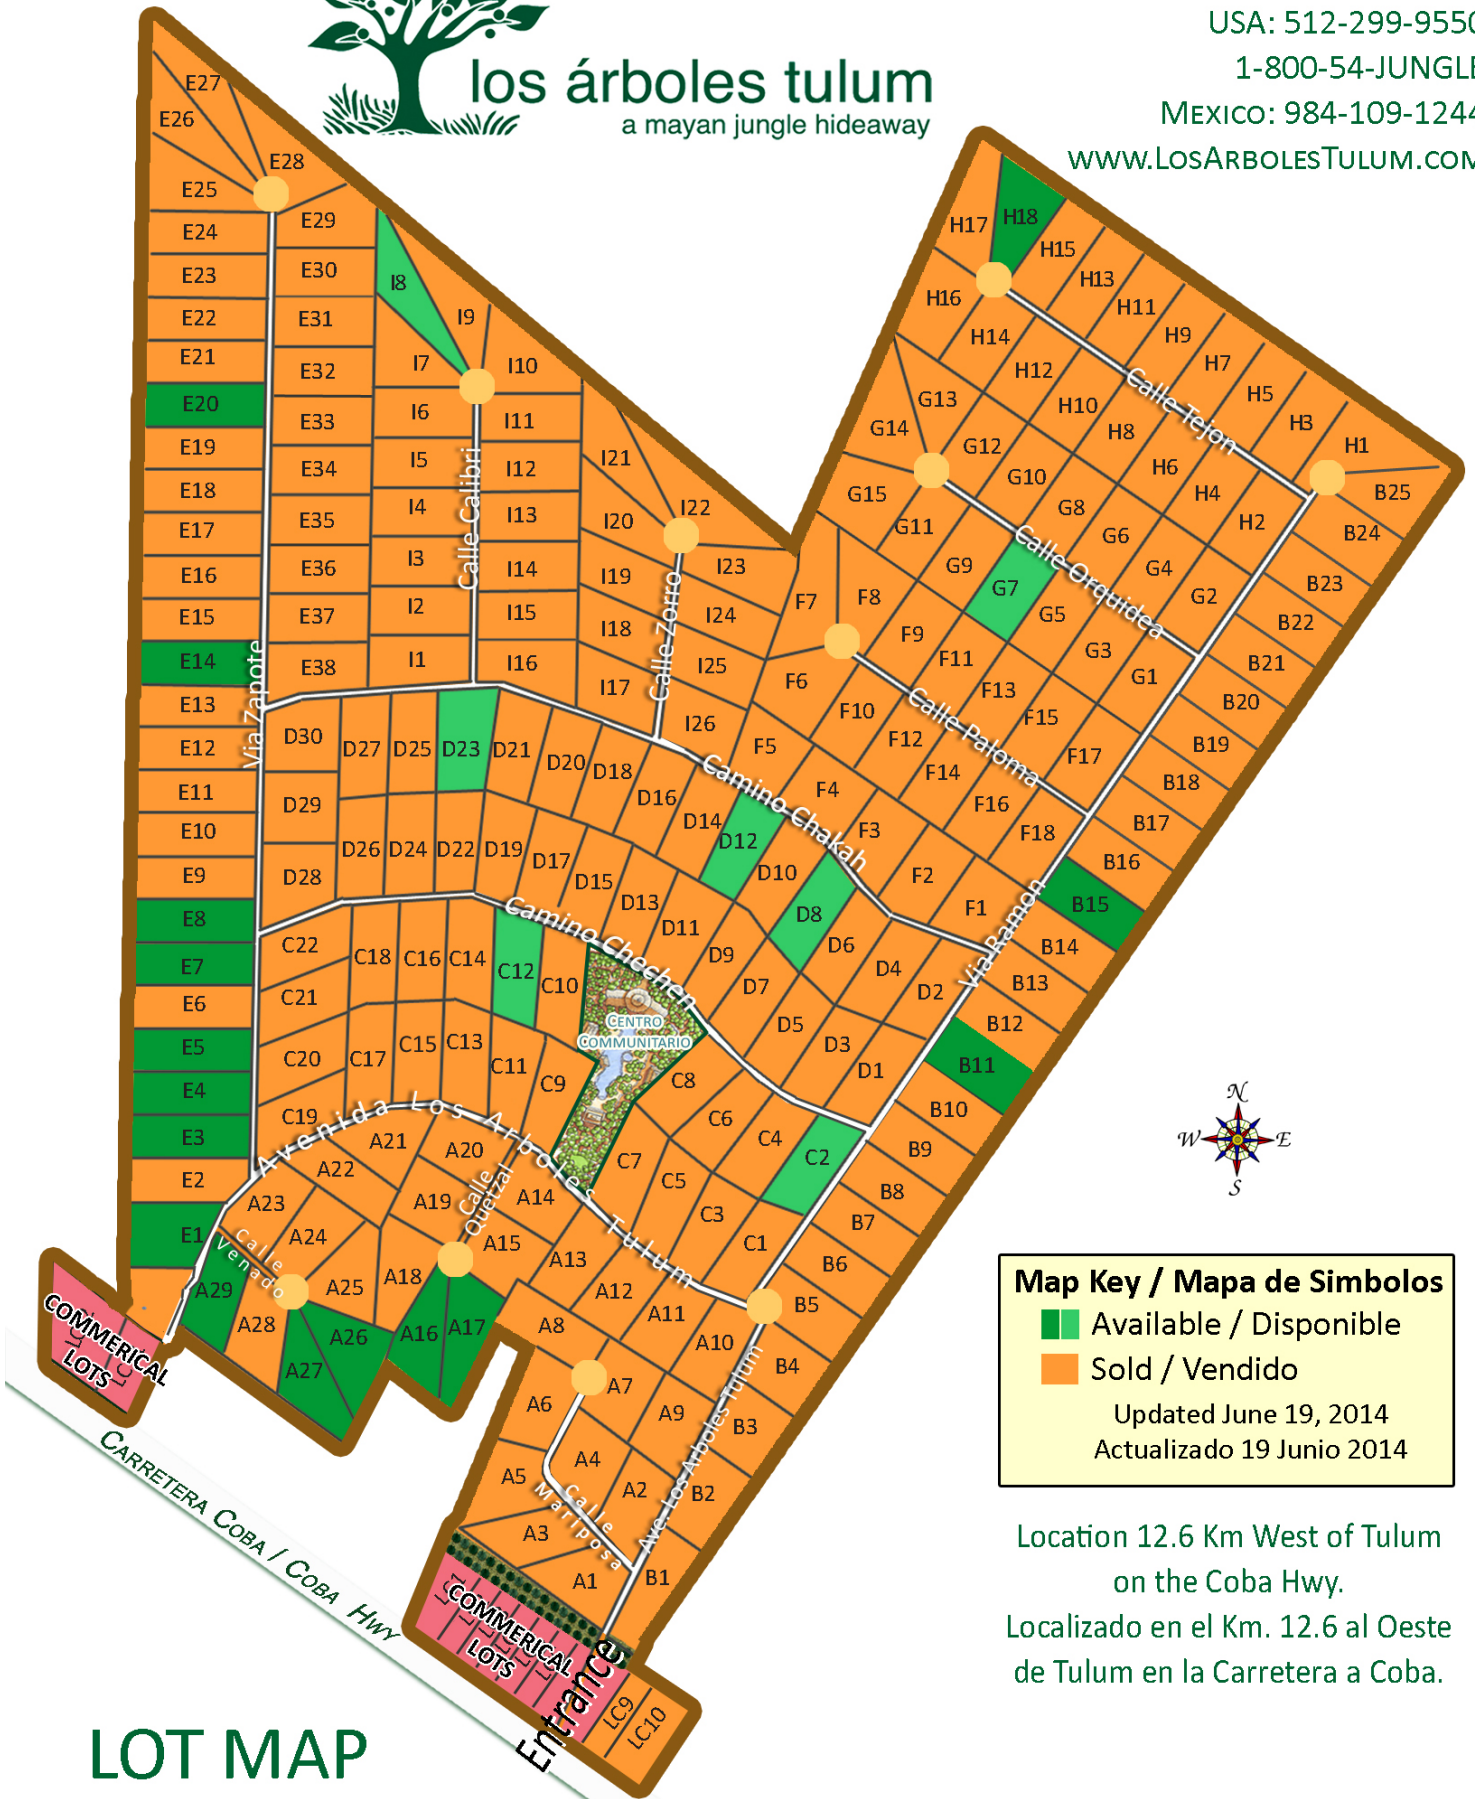 los árboles tulum
a mayan jungle hideaway
USA: 512-299-9550
1-800-54-JUNGLE
MEXICO: 984-109-1244
WWW.LOSARBOLESTULUM.COM
E27
E26
E28
E25
E24
E29
E23
E30
E22
E31
E21
E32
E20
E33
E19
E34
E18
E35
E17
E16
E36
E15
E37
E14
E38
E13
E12
E11
E10
E9
E8
E7
E6
E5
E4
E3
E2
E1
Via Zapote
I8
I9
I7
I10
I6
I11
I5
I12
I4
I13
I3
I14
I2
I15
I1
I16
Calle Calibri
I21
I22
I20
I23
I19
I24
I18
I25
I17
I26
Calle Zorro
H17
H18
H15
H16
H13
H14
H11
H12
H9
H10
H7
H8
H5
H6
H3
H4
H1
H2
Calle Tejon
G13
G14
G12
G15
G10
G11
G8
G9
G6
G7
G4
G5
G2
G3
G1
Calle Orquidea
F7
F8
F9
F6
F11
F10
F13
F12
F15
F14
F17
F16
F18
F5
F4
F3
F2
F1
Calle Paloma
B25
B24
B23
B22
B21
B20
B19
B18
B17
B16
B15
B14
B13
B12
B11
B10
B9
B8
B7
B6
B5
B4
B3
B2
B1
Via Ramon
D30
D27
D25
D23
D21
D20
D18
D16
D14
D12
D10
D8
D6
D4
D2
D29
D28
D26
D24
D22
D19
D17
D15
D13
D11
D9
D7
D5
D3
D1
Camino Chakah
Camino Chechen
C22
C21
C20
C19
C18
C16
C14
C12
C10
C17
C15
C13
C11
C9
C8
C6
C4
C2
C7
C5
C3
C1
CENTRO
COMMUNITARIO
Avenida Los Arboles Tulum
A23
A22
A21
A20
A24
A19
A14
A25
A18
A15
A13
A29
A28
A27
A26
A16
A17
A12
A11
A10
A8
A7
A6
A9
A5
A4
A2
A3
A1
Calle
Venado
Calle
Quetzal
Calle
Mariposa
Ave. Los Arboles Tulum
COMMERICAL
LOTS
LC1
COMMERICAL
LOTS
Entrance
LC9
LC10
CARRETERA COBA / COBA HWY
N
W
E
S
Map Key / Mapa de Simbolos
Available / Disponible
Sold / Vendido
Updated June 19, 2014
Actualizado 19 Junio 2014
Location 12.6 Km West of Tulum
on the Coba Hwy.
Localizado en el Km. 12.6 al Oeste
de Tulum en la Carretera a Coba.
LOT MAP